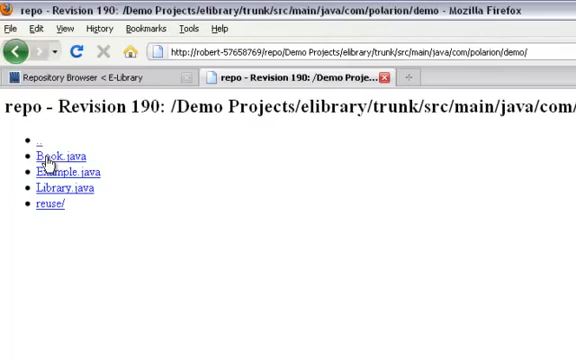 repo - Revision 190: /Demo Projects/elibrary/trunk/src/main/java/com/polarion/demo - Mozilla Firefox
File Edit View History Bookmarks Tools Help
http://robert-57658769/repo/Demo Projects/elibrary/trunk/src/main/java/com/polarion/demo/
Repository Browser < E-Library
repo - Revision 190: /Demo Proje...
repo - Revision 190: /Demo Projects/elibrary/trunk/src/main/java/com/
..
Book.java
Example.java
Library.java
reuse/